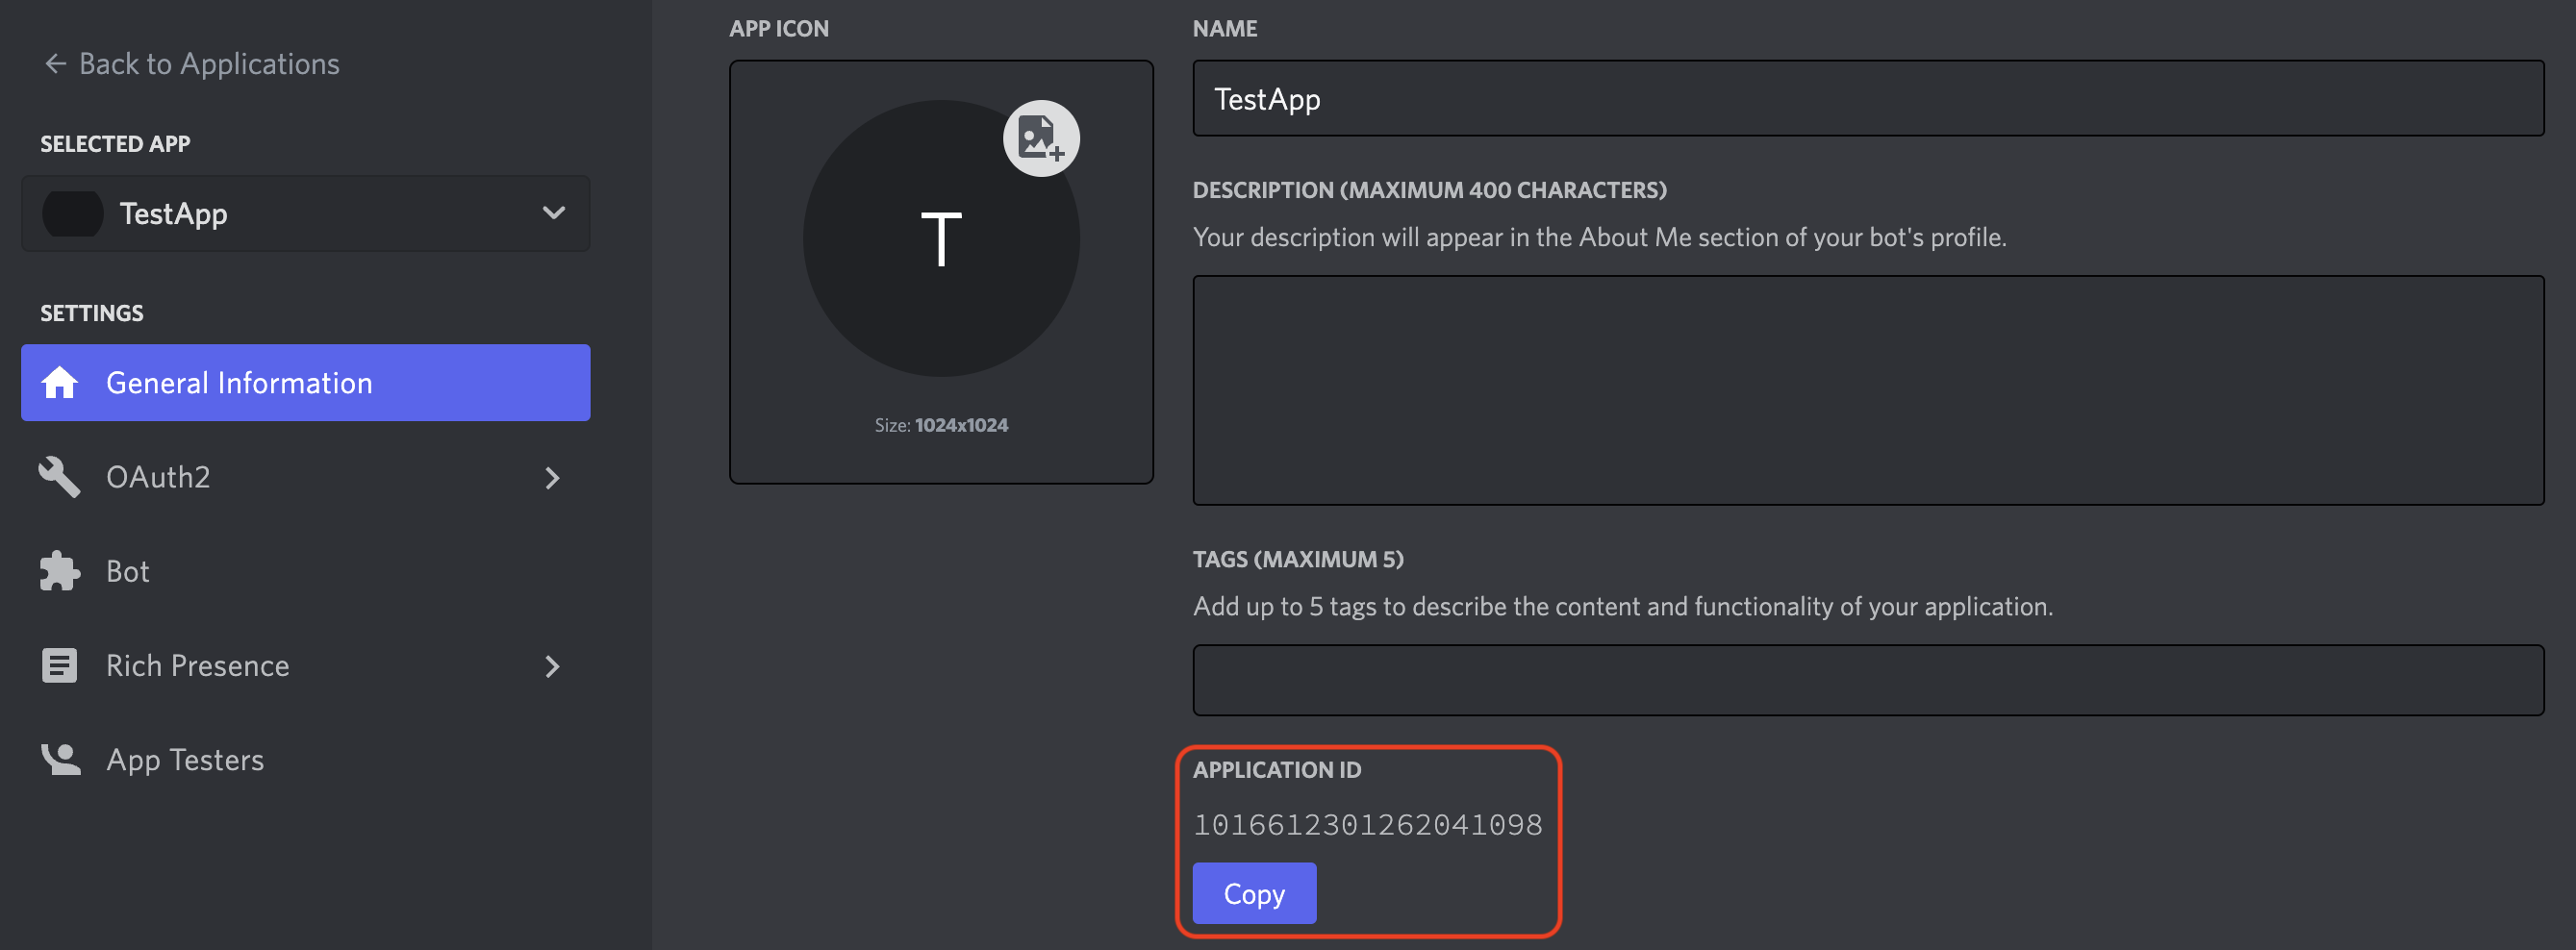 Back to Applications
SELECTED APP
TestApp
SETTINGS
General Information
OAuth2
Bot
Rich Presence
App Testers
APP ICON
T
Size: 1024x1024
NAME
TestApp
DESCRIPTION (MAXIMUM 400 CHARACTERS)
Your description will appear in the About Me section of your bot's profile.
TAGS (MAXIMUM 5)
Add up to 5 tags to describe the content and functionality of your application.
APPLICATION ID
1016612301262041098
Copy